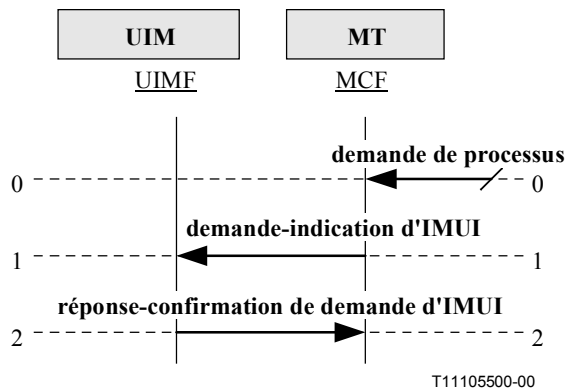 UIM MT
UIMF MCF
demande de processus
0 0
demande-indication d'IMUI
1 1
réponse-confirmation de demande d'IMUI
2 2
T11105500-00